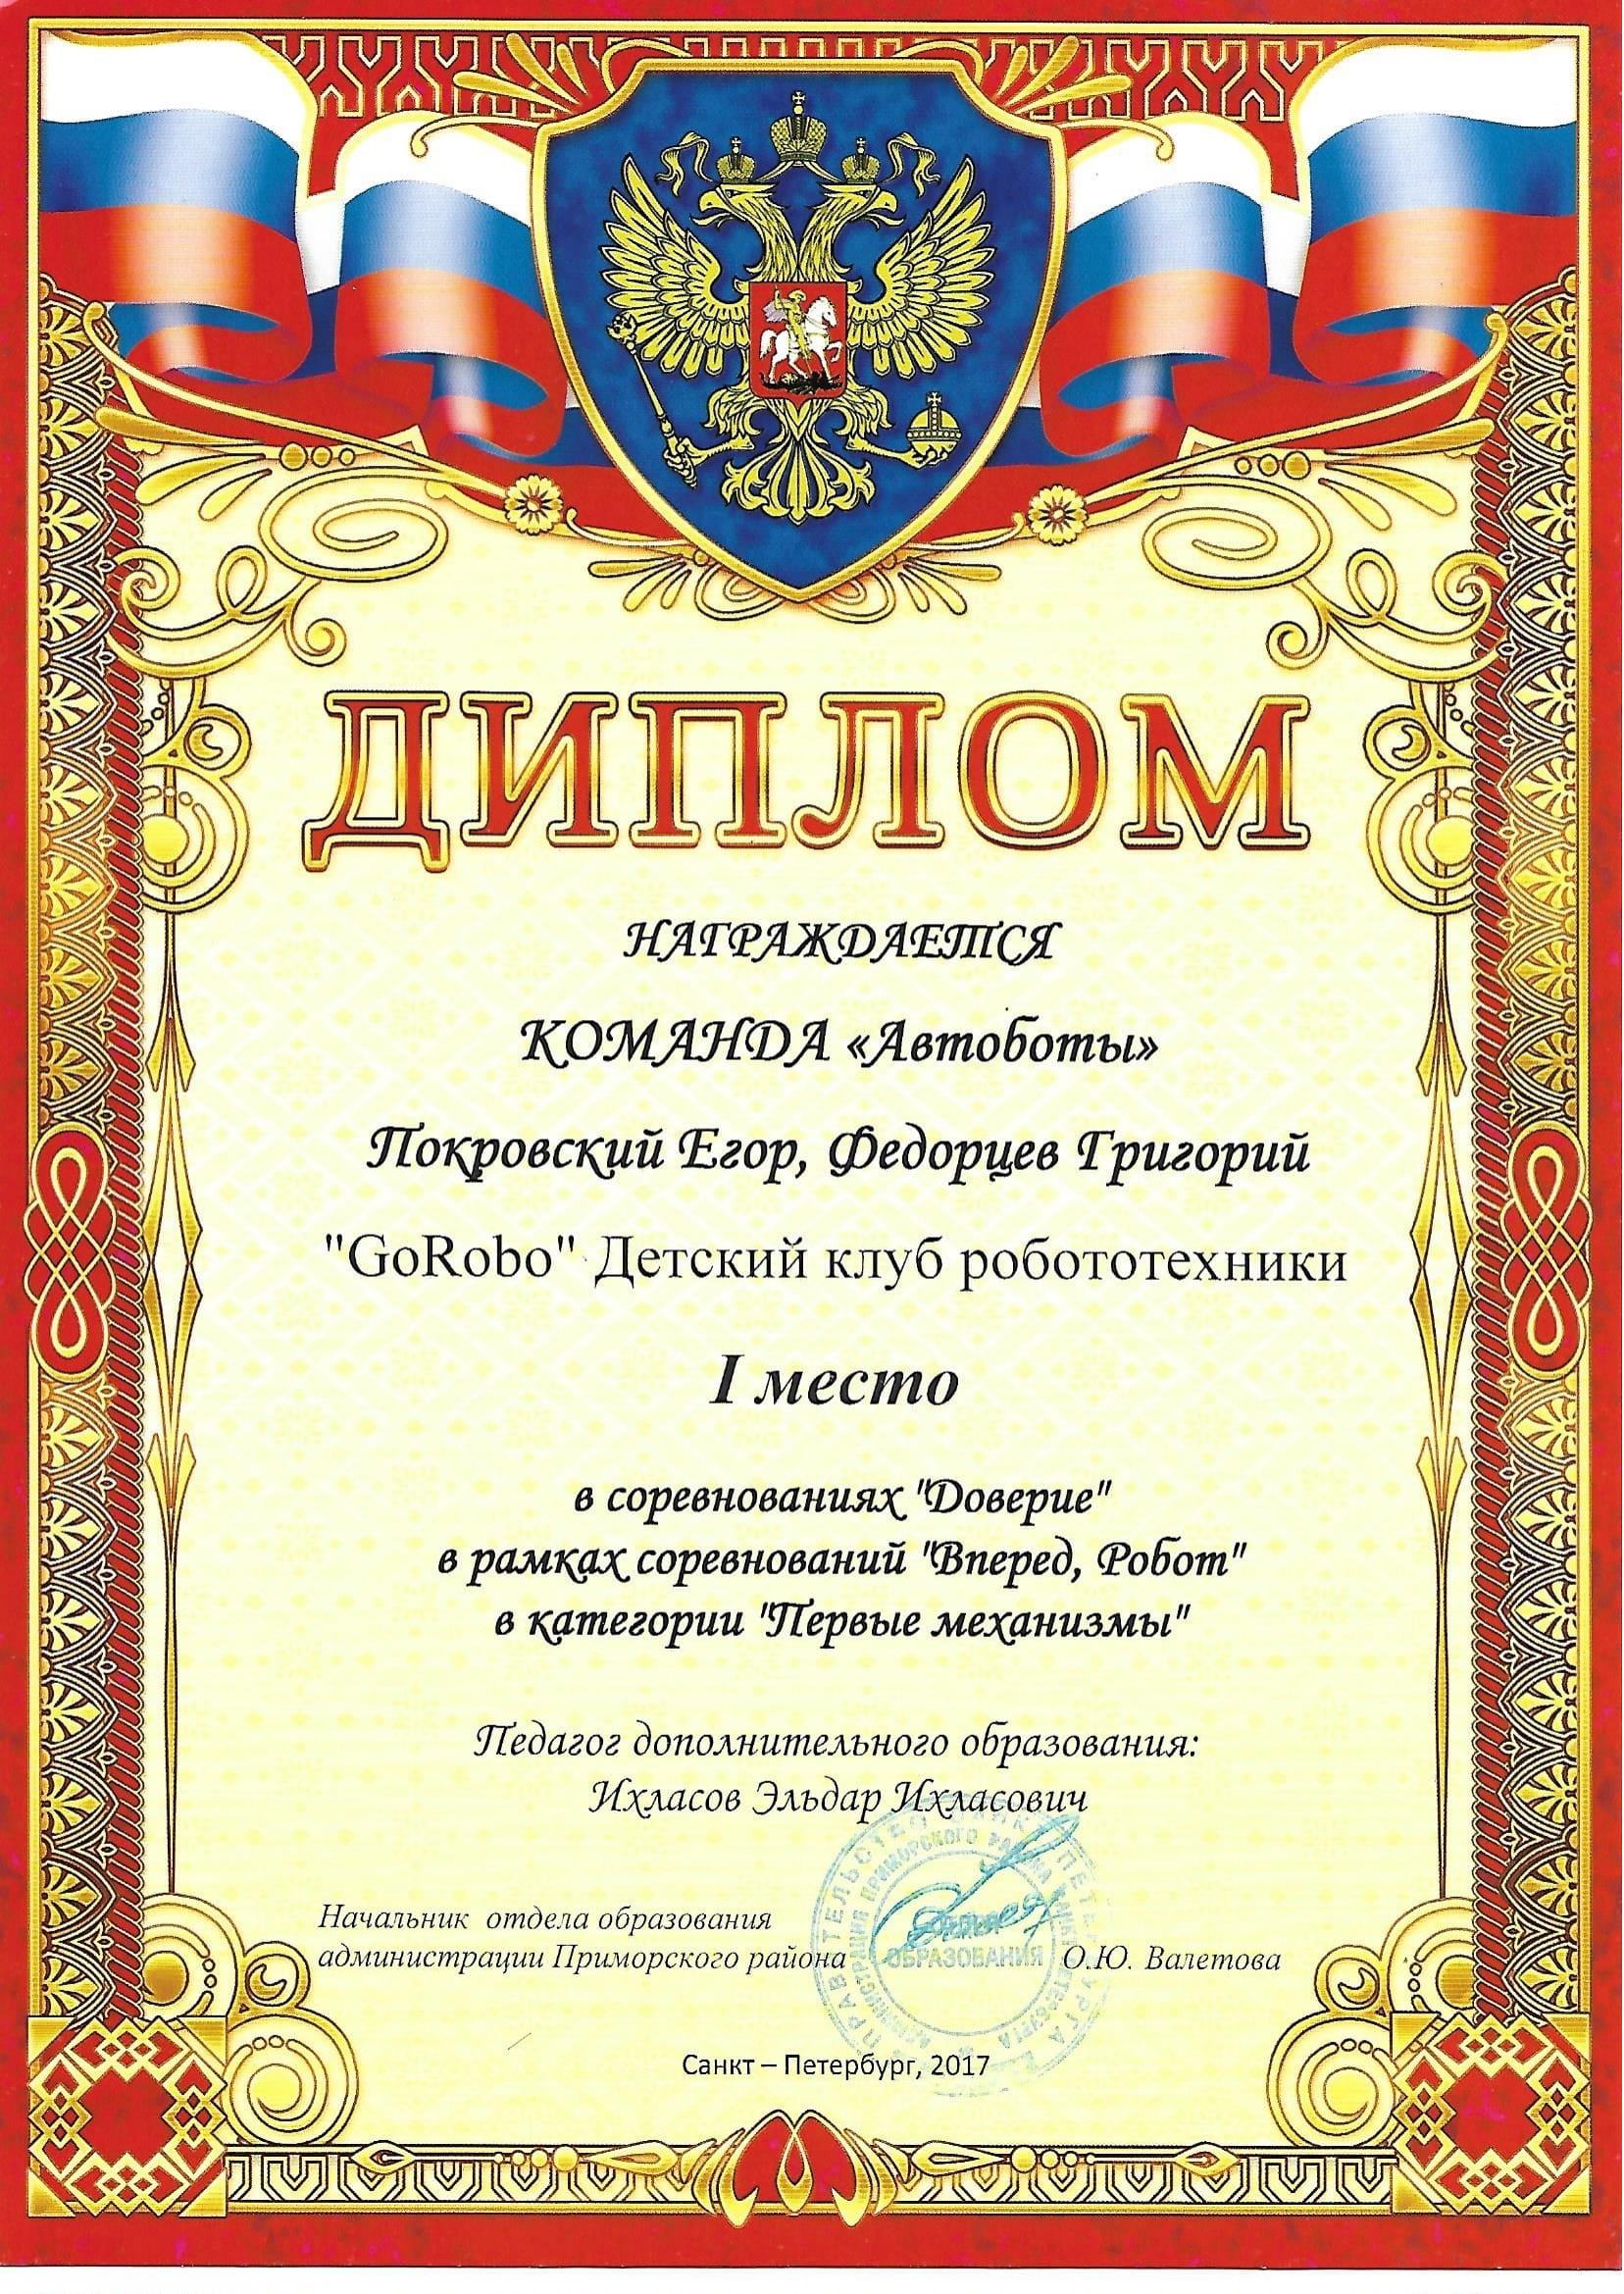 ДИПЛОМ
НАГРАЖДАЕТСЯ
КОМАНДА «Автоботы»
Покровский Егор, Федорцев Григорий
"GoRobo" Детский клуб робототехники
I место
в соревнованиях "Доверие"
в рамках соревнований "Вперед, Робот"
в категории "Первые механизмы"
Педагог дополнительного образования:
Ихласов Эльдар Ихласович
Начальник отдела образования
администрации Приморского района
О.Ю. Валетова
ОБРАЗОВАНИЯ
Санкт – Петербург, 2017